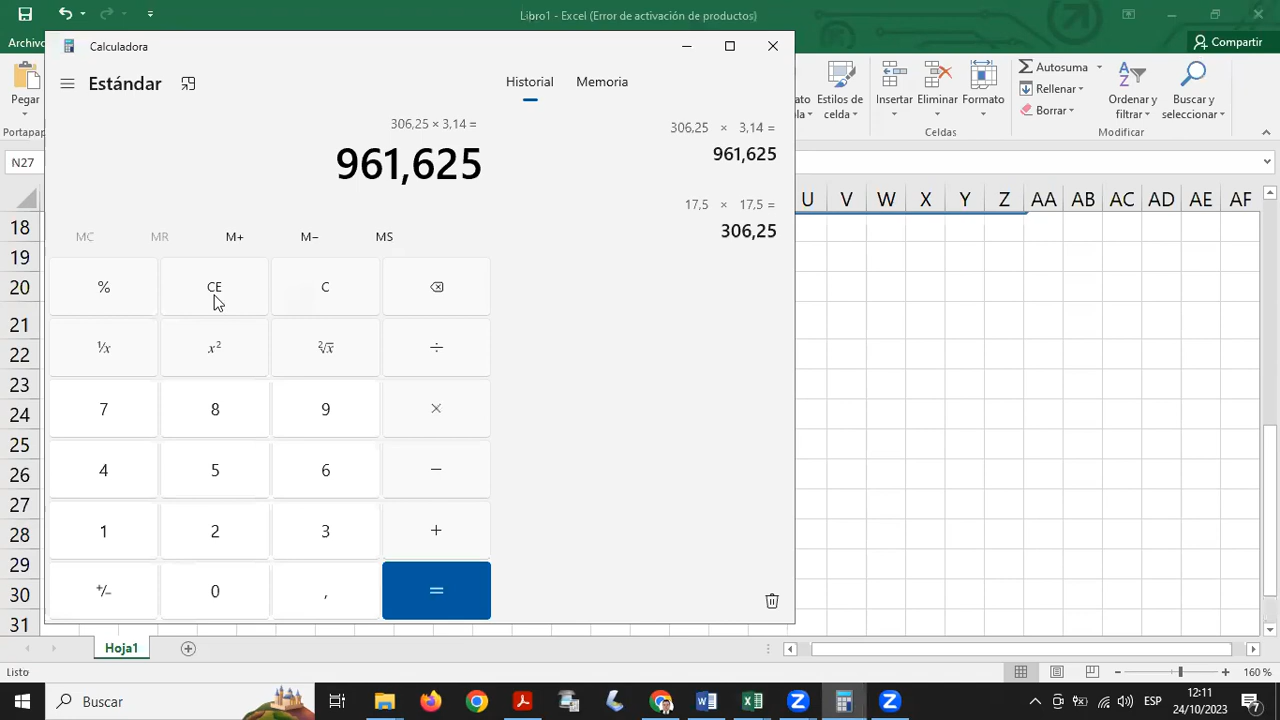 Libro1 - Excel (Error de activación de productos)
Archivo
Compartir
Calculadora
Estándar
Historial
Memoria
306,25 × 3,14 =
961,625
306,25 × 3,14 =
961,625
17,5 × 17,5 =
306,25
MC MR M+ M− MS
% CE C
¹/x x² ²√x ÷
7 8 9 ×
4 5 6 −
1 2 3 +
+/− 0 , =
Pegar
Portapap
Estilos de
celda
Insertar
Eliminar
Formato
Celdas
Autosuma
Rellenar
Borrar
Ordenar y
filtrar
Buscar y
seleccionar
Modificar
N27
U V W X Y Z AA AB AC AD AE AF
18
19
20
21
22
23
24
25
26
27
28
29
30
31
Hoja1
Listo
160 %
Buscar
ESP
12:11
24/10/2023
7